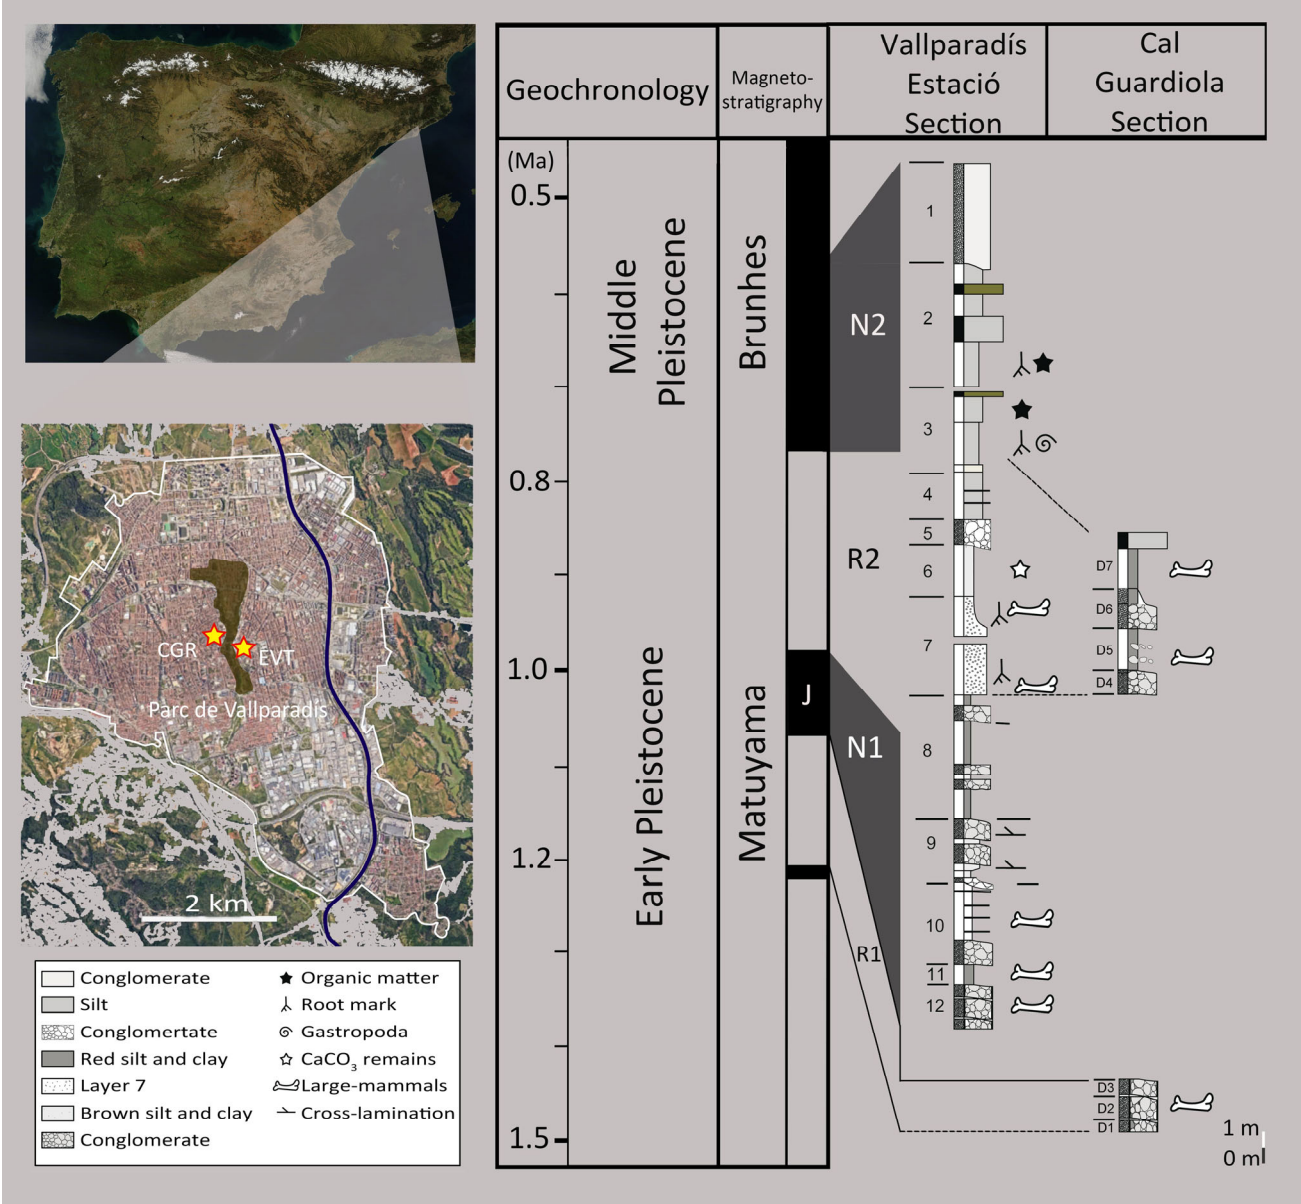 Geochronology
Magneto-
stratigraphy
Vallparadís
Estació
Section
Cal
Guardiola
Section
(Ma)
0.5
0.8
1.0
1.2
1.5
Middle
Pleistocene
Early Pleistocene
Brunhes
Matuyama
J
N2
R2
N1
R1
1
2
3
4
5
6
7
8
9
10
11
12
D7
D6
D5
D4
D3
D2
D1
1 m
0 m
CGR
EVT
Parc de Vallparadís
2 km
Conglomerate
Silt
Conglomertate
Red silt and clay
Layer 7
Brown silt and clay
Conglomerate
Organic matter
Root mark
Gastropoda
CaCO3 remains
Large-mammals
Cross-lamination